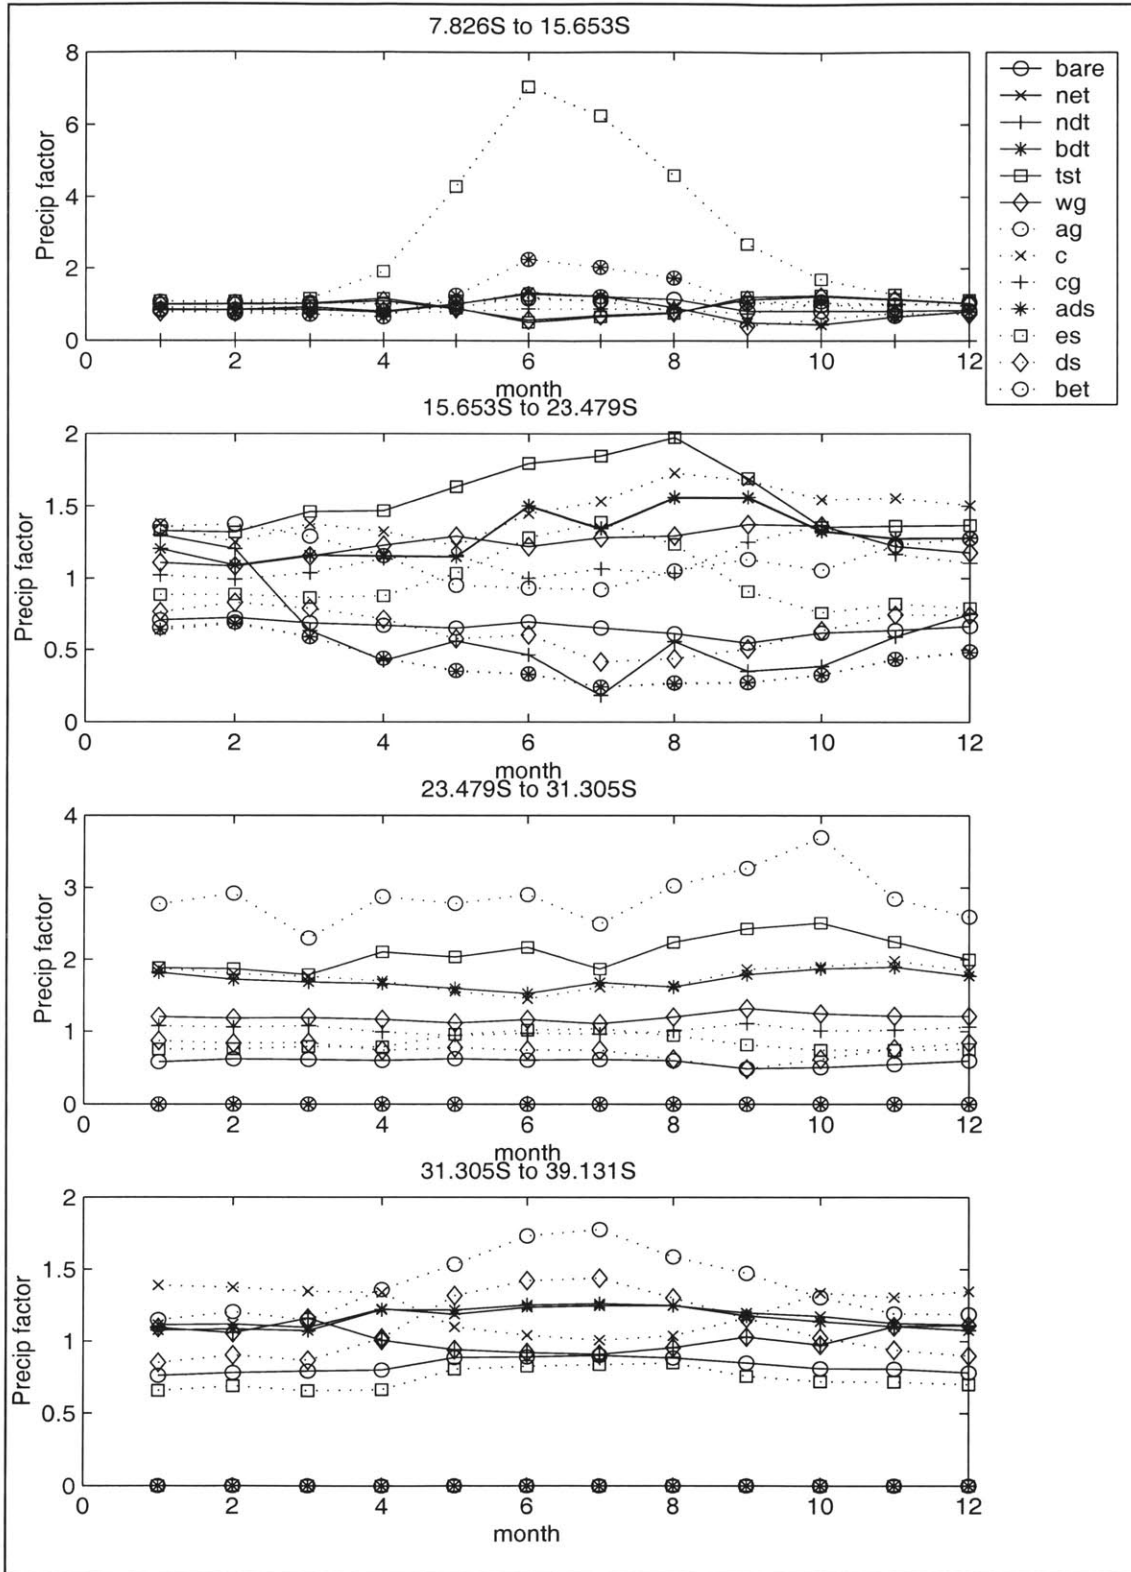 7.826S to 15.653S
8
6
4
2
0
Precip factor
0 2 4 6 8 10 12
month
bare
net
ndt
bdt
tst
wg
ag
c
cg
ads
es
ds
bet
15.653S to 23.479S
2
1.5
1
0.5
0
Precip factor
0 2 4 6 8 10 12
month
23.479S to 31.305S
4
3
2
1
0
Precip factor
0 2 4 6 8 10 12
month
31.305S to 39.131S
2
1.5
1
0.5
0
Precip factor
0 2 4 6 8 10 12
month